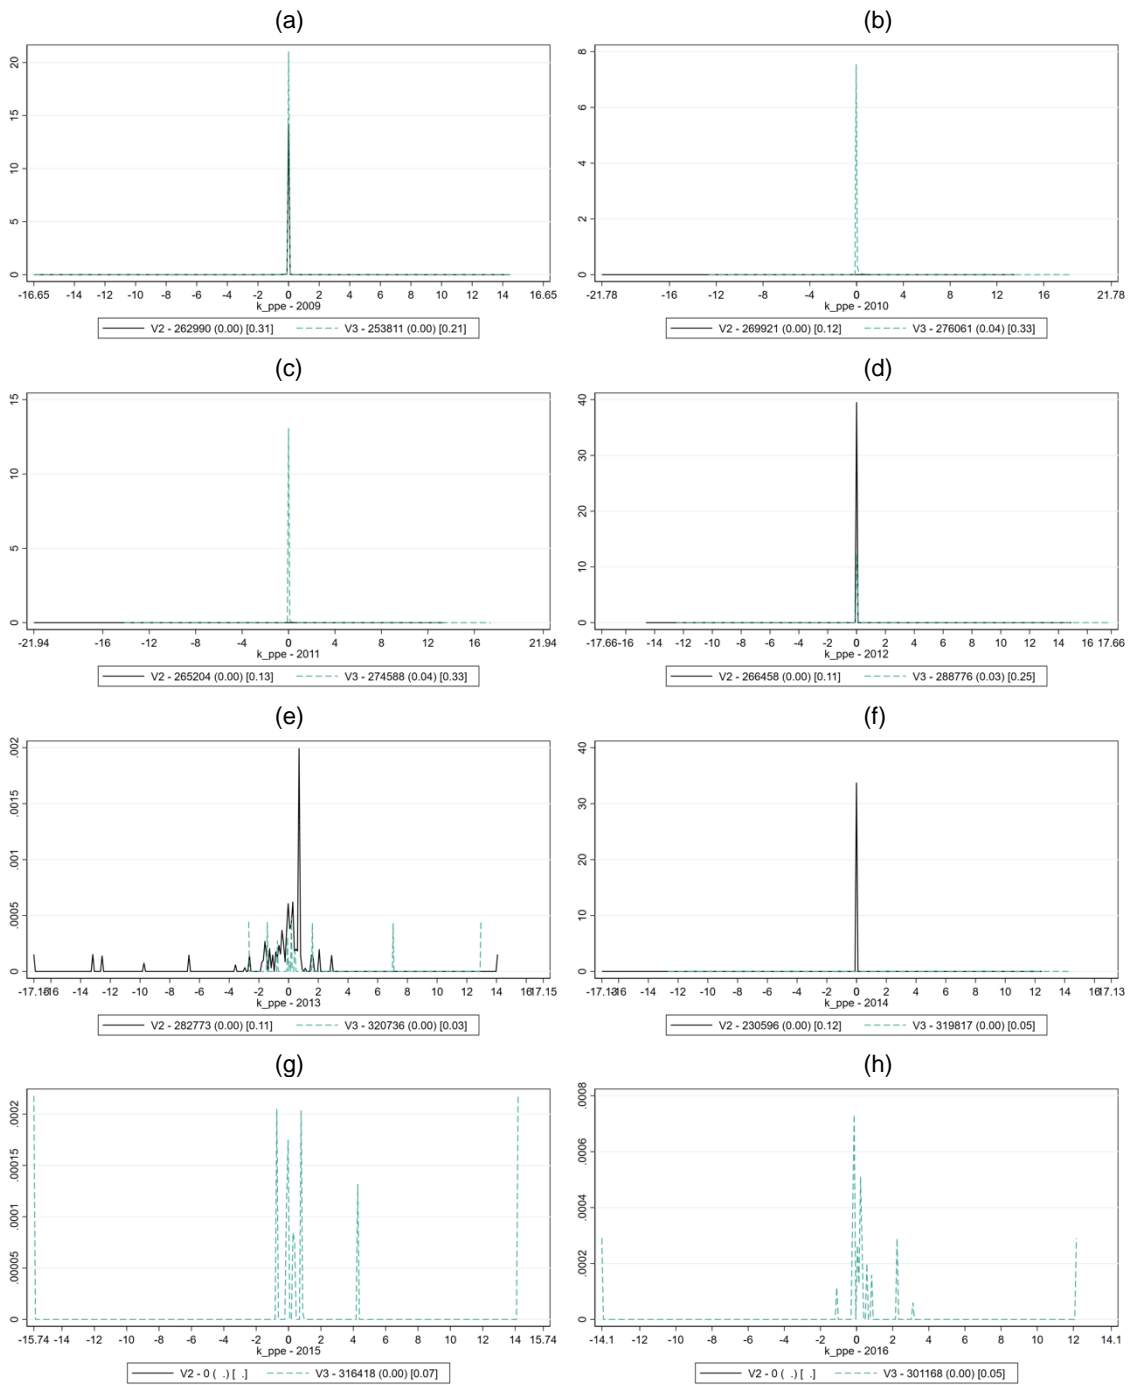 (a)
20
15
10
5
0
-16.65 -14 -12 -10 -8 -6 -4 -2 0 2 4 6 8 10 12 16.65
k_ppe - 2009
V2 - 262990 (0.00) [0.31] V3 - 253811 (0.00) [0.21]
(b)
8
6
4
2
0
-21.78 -16 -12 -8 -4 0 4 8 12 16 21.78
k_ppe - 2010
V2 - 269921 (0.00) [0.12] V3 - 276061 (0.04) [0.33]
(c)
15
10
5
0
-21.94 -16 -12 -8 -4 0 4 8 12 16 21.94
k_ppe - 2011
V2 - 265204 (0.00) [0.13] V3 - 274588 (0.04) [0.33]
(d)
40
30
20
10
0
-17.66 -16 -14 -12 -10 -8 -6 -4 -2 0 2 4 6 8 10 12 14 16 17.66
k_ppe - 2012
V2 - 266458 (0.00) [0.11] V3 - 288776 (0.03) [0.25]
(e)
.002
.0015
.001
.0005
0
-14 -12 -10 -8 -6 -4 -2 0 2 4 6 8 10 12 14 16 17.15
k_ppe - 2013
V2 - 282773 (0.00) [0.11] V3 - 320736 (0.00) [0.03]
(f)
40
30
20
10
0
-17.13 -16 -14 -12 -10 -8 -6 -4 -2 0 2 4 6 8 10 12 14 16 17.13
k_ppe - 2014
V2 - 230596 (0.00) [0.12] V3 - 319817 (0.00) [0.05]
(g)
.0002
.00015
.0001
.00005
0
-15.74 -14 -12 -10 -8 -6 -4 -2 0 2 4 6 8 10 12 15.74
k_ppe - 2015
V2 - 0 ( .) [ .] V3 - 316418 (0.00) [0.07]
(h)
.0008
.0006
.0004
.0002
0
-14.1 -10 -8 -6 -4 -2 0 2 4 6 8 10 12 14.1
k_ppe - 2016
V2 - 0 ( .) [ .] V3 - 301168 (0.00) [0.05]